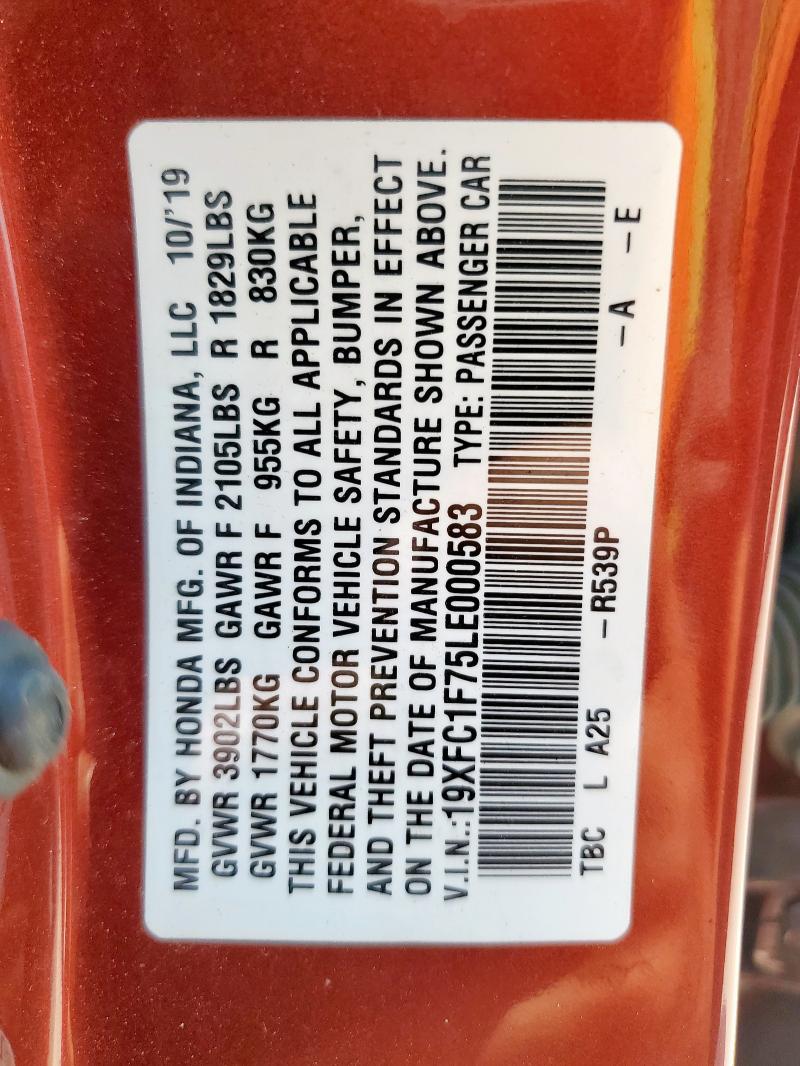 MFD. BY HONDA MFG. OF INDIANA, LLC 10/'19
GVWR 3902LBS GAWR F 2105LBS R 1829LBS
GVWR 1770KG GAWR F 955KG R 830KG
THIS VEHICLE CONFORMS TO ALL APPLICABLE
FEDERAL MOTOR VEHICLE SAFETY, BUMPER,
AND THEFT PREVENTION STANDARDS IN EFFECT
ON THE DATE OF MANUFACTURE SHOWN ABOVE.
V.I.N.:19XFC1F75LE000583 TYPE: PASSENGER CAR
TBC L A25 –R539P –A –E